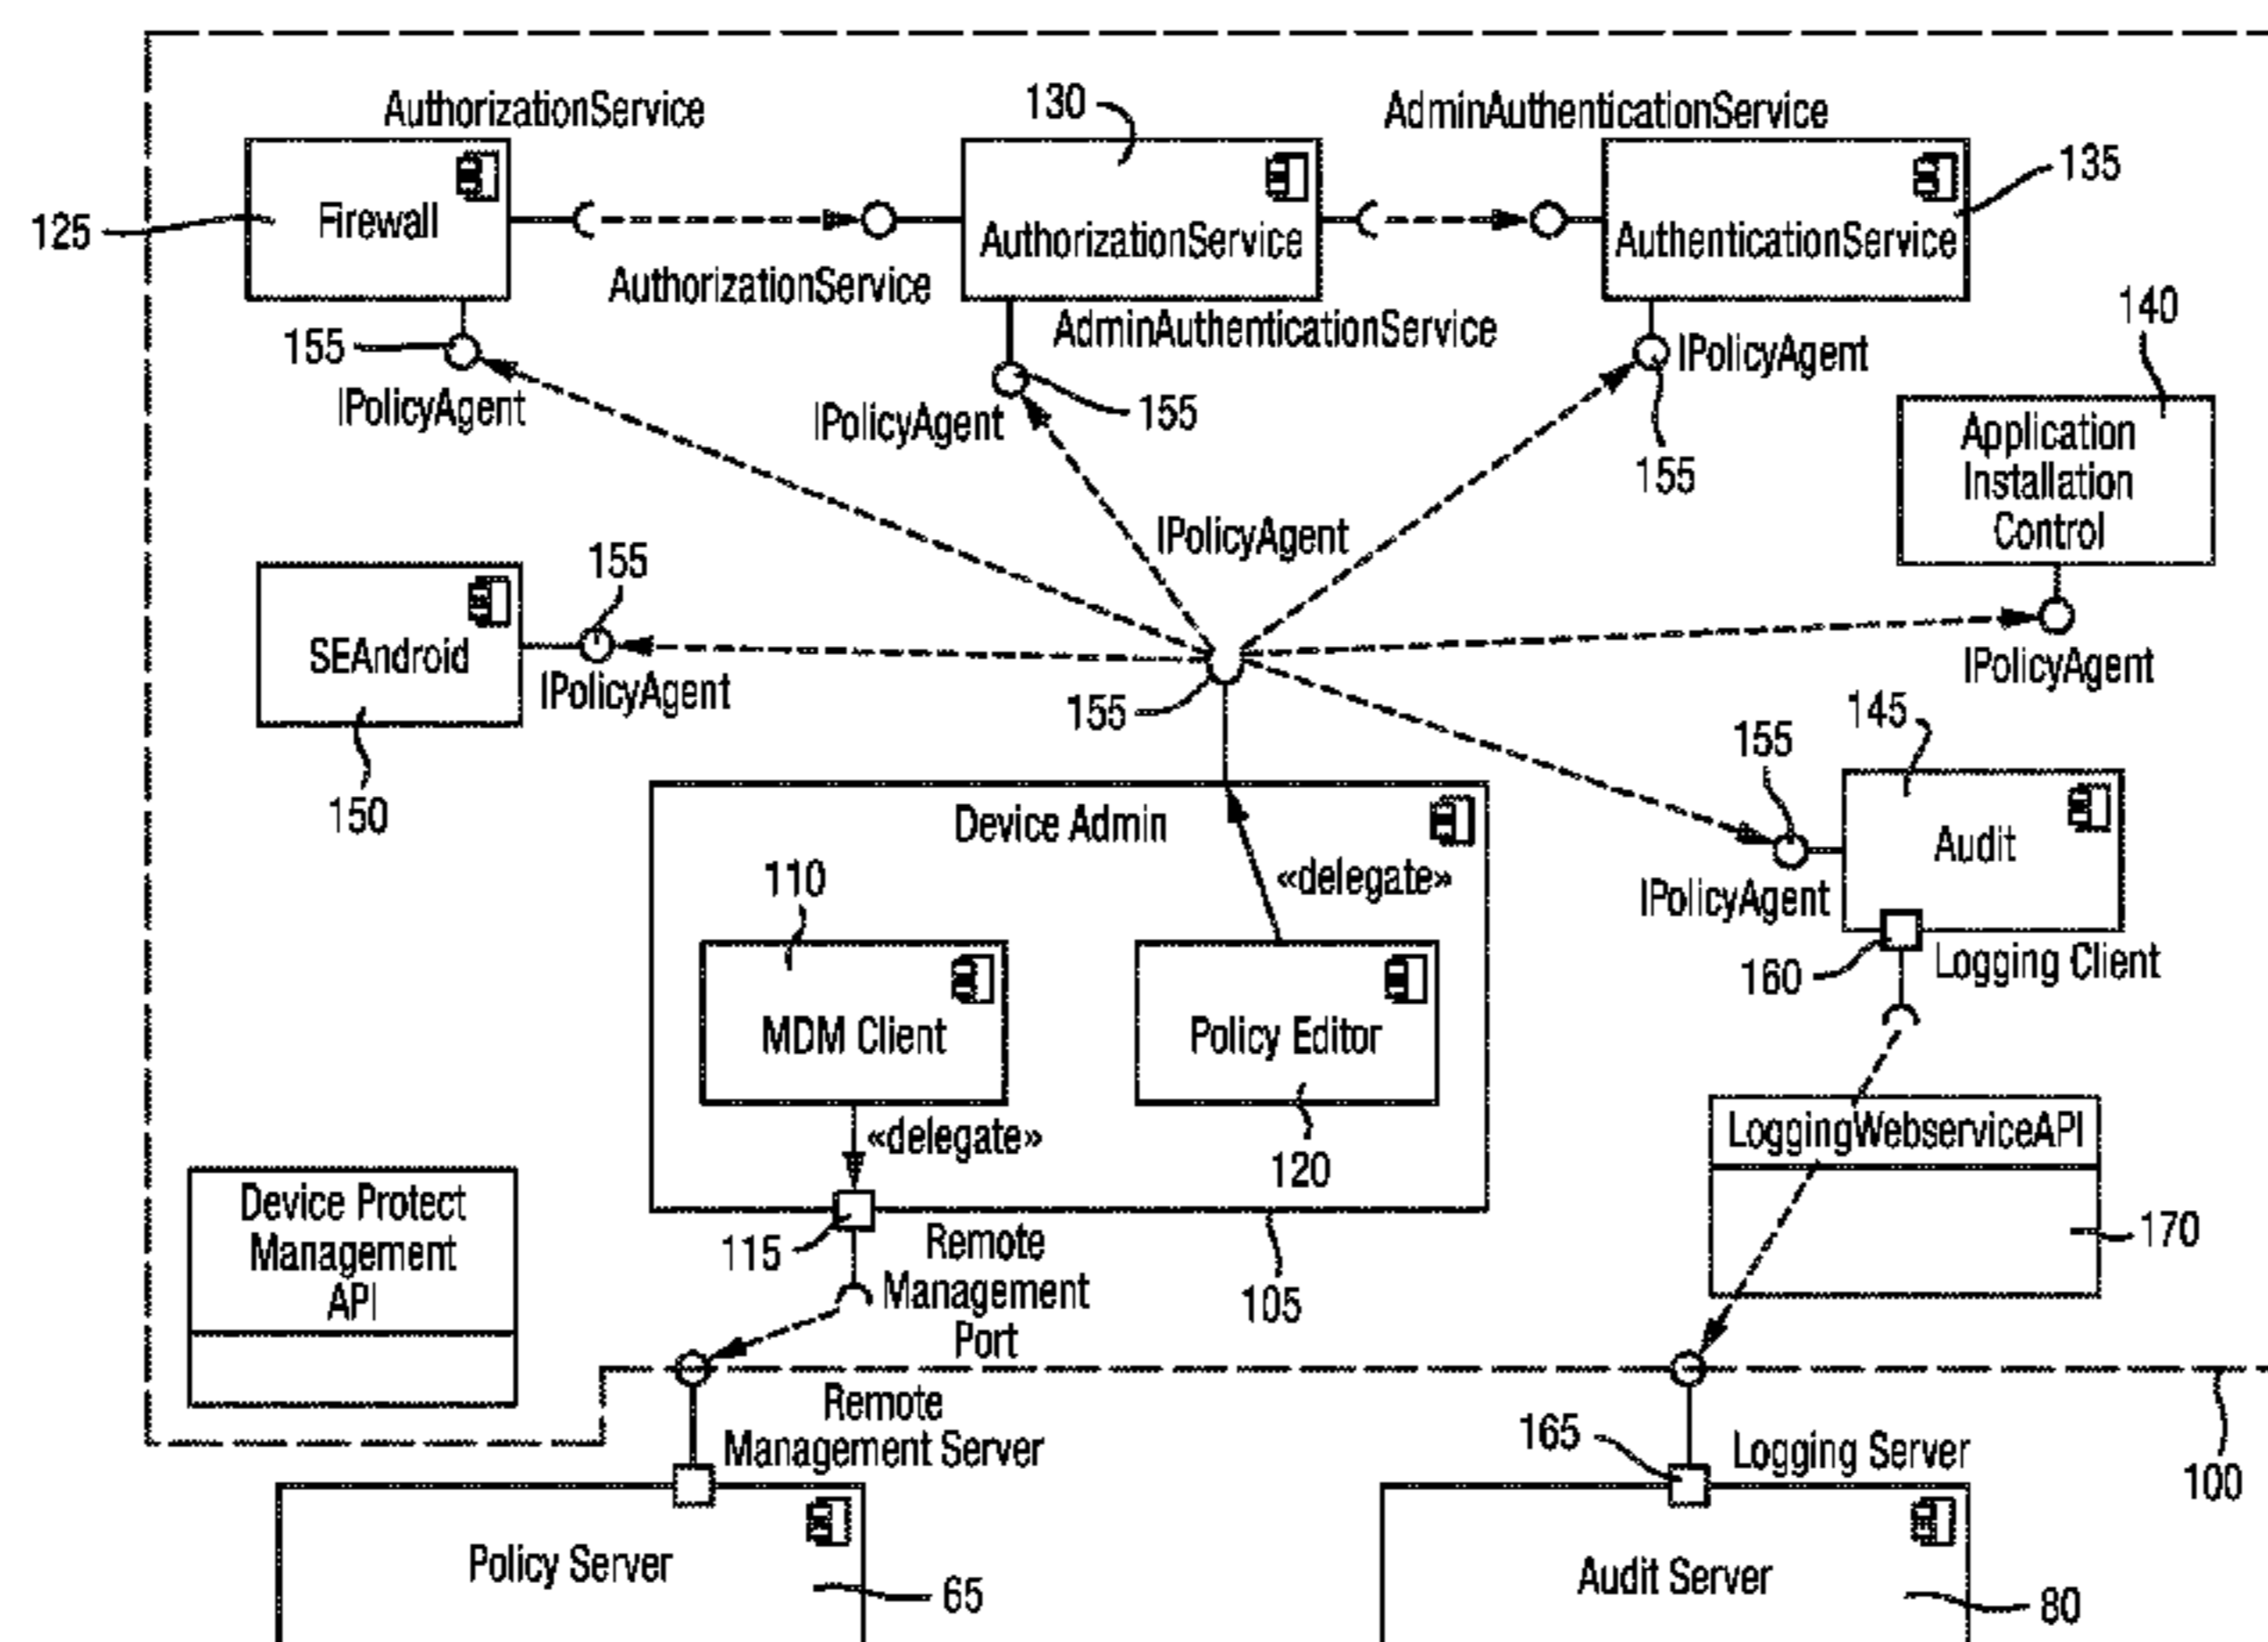 AuthorizationService
130
AdminAuthenticationService
135
125
Firewall
AuthorizationService
AuthenticationService
AuthorizationService
AdminAuthenticationService
155
IPolicyAgent
IPolicyAgent
155
IPolicyAgent
155
140
Application
Installation
Control
IPolicyAgent
155
SEAndroid
IPolicyAgent
150
155
IPolicyAgent
145
155
Audit
IPolicyAgent
160
Logging Client
Device Admin
110
«delegate»
MDM Client
Policy Editor
«delegate»
120
LoggingWebserviceAPI
170
Device Protect
Management
API
115
Remote
Management
Port
105
Remote
Management Server
165
Logging Server
100
Policy Server
65
Audit Server
80